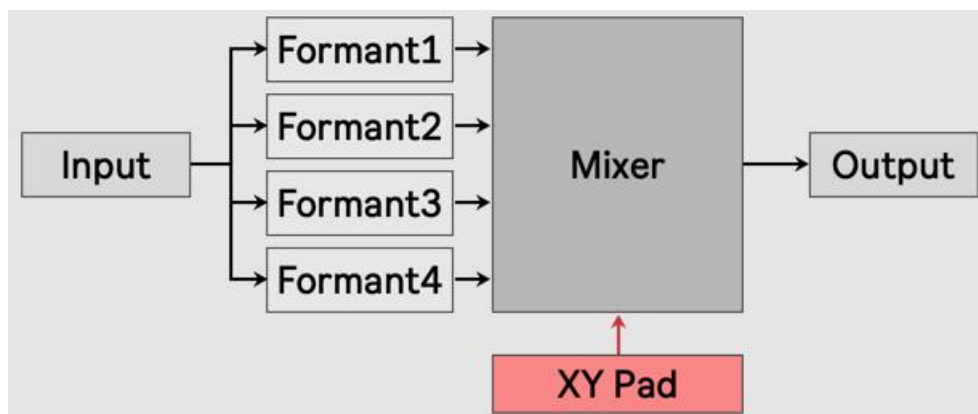 Formant1
Formant2
Input
Mixer
Output
Formant3
Formant4
XY Pad